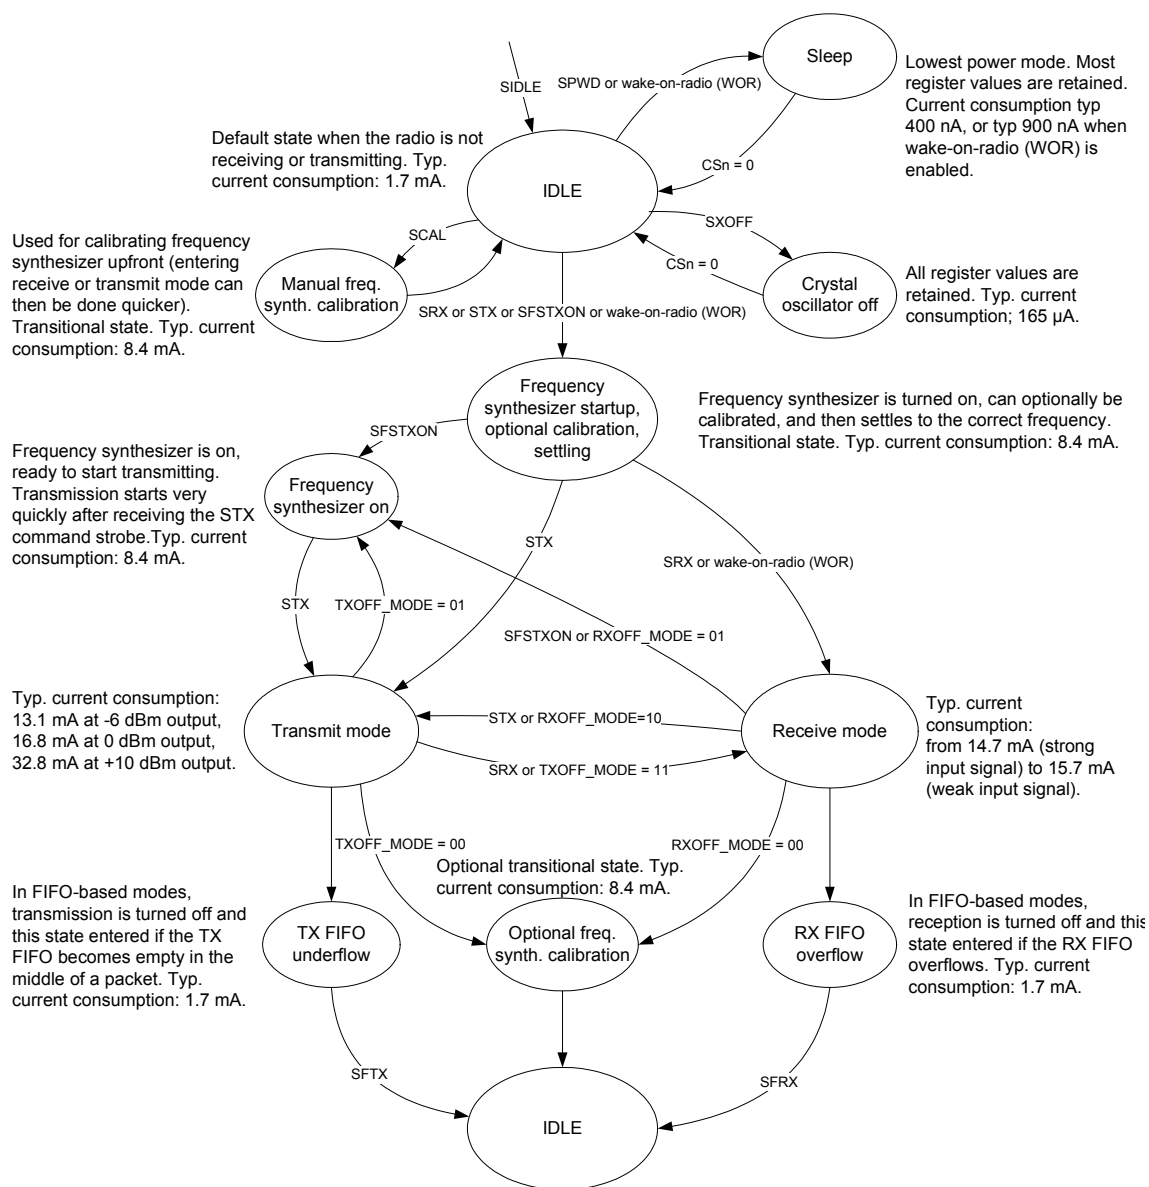 Sleep
Lowest power mode. Most
register values are retained.
Current consumption typ
400 nA, or typ 900 nA when
wake-on-radio (WOR) is
enabled.
SIDLE
SPWD or wake-on-radio (WOR)
Default state when the radio is not
receiving or transmitting. Typ.
current consumption: 1.7 mA.
CSn = 0
IDLE
SXOFF
SCAL
CSn = 0
Used for calibrating frequency
synthesizer upfront (entering
receive or transmit mode can
then be done quicker).
Transitional state. Typ. current
consumption: 8.4 mA.
Manual freq.
synth. calibration
Crystal
oscillator off
All register values are
retained. Typ. current
consumption; 165 µA.
SRX or STX or SFSTXON or wake-on-radio (WOR)
Frequency
synthesizer startup,
optional calibration,
settling
Frequency synthesizer is turned on, can optionally be
calibrated, and then settles to the correct frequency.
Transitional state. Typ. current consumption: 8.4 mA.
SFSTXON
Frequency synthesizer is on,
ready to start transmitting.
Transmission starts very
quickly after receiving the STX
command strobe.Typ. current
consumption: 8.4 mA.
Frequency
synthesizer on
STX
SRX or wake-on-radio (WOR)
STX
TXOFF_MODE = 01
SFSTXON or RXOFF_MODE = 01
Typ. current consumption:
13.1 mA at -6 dBm output,
16.8 mA at 0 dBm output,
32.8 mA at +10 dBm output.
Transmit mode
STX or RXOFF_MODE=10
Receive mode
SRX or TXOFF_MODE = 11
Typ. current
consumption:
from 14.7 mA (strong
input signal) to 15.7 mA
(weak input signal).
TXOFF_MODE = 00
RXOFF_MODE = 00
Optional transitional state. Typ.
current consumption: 8.4 mA.
In FIFO-based modes,
transmission is turned off and
this state entered if the TX
FIFO becomes empty in the
middle of a packet. Typ.
current consumption: 1.7 mA.
TX FIFO
underflow
Optional freq.
synth. calibration
RX FIFO
overflow
In FIFO-based modes,
reception is turned off and this
state entered if the RX FIFO
overflows. Typ. current
consumption: 1.7 mA.
SFTX
SFRX
IDLE